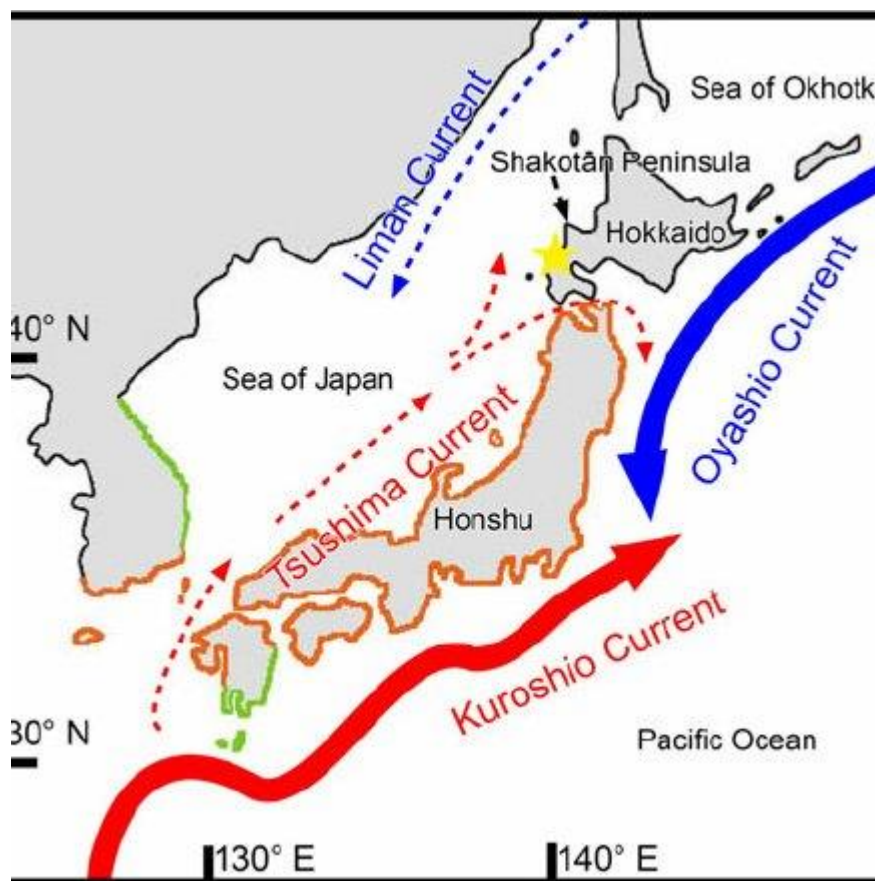 Sea of Okhotk
Liman Current
Shakotan Peninsula
Hokkaido
40° N
Sea of Japan
Oyashio Current
Tsushima Current
Honshu
Kuroshio Current
30° N
Pacific Ocean
130° E
140° E